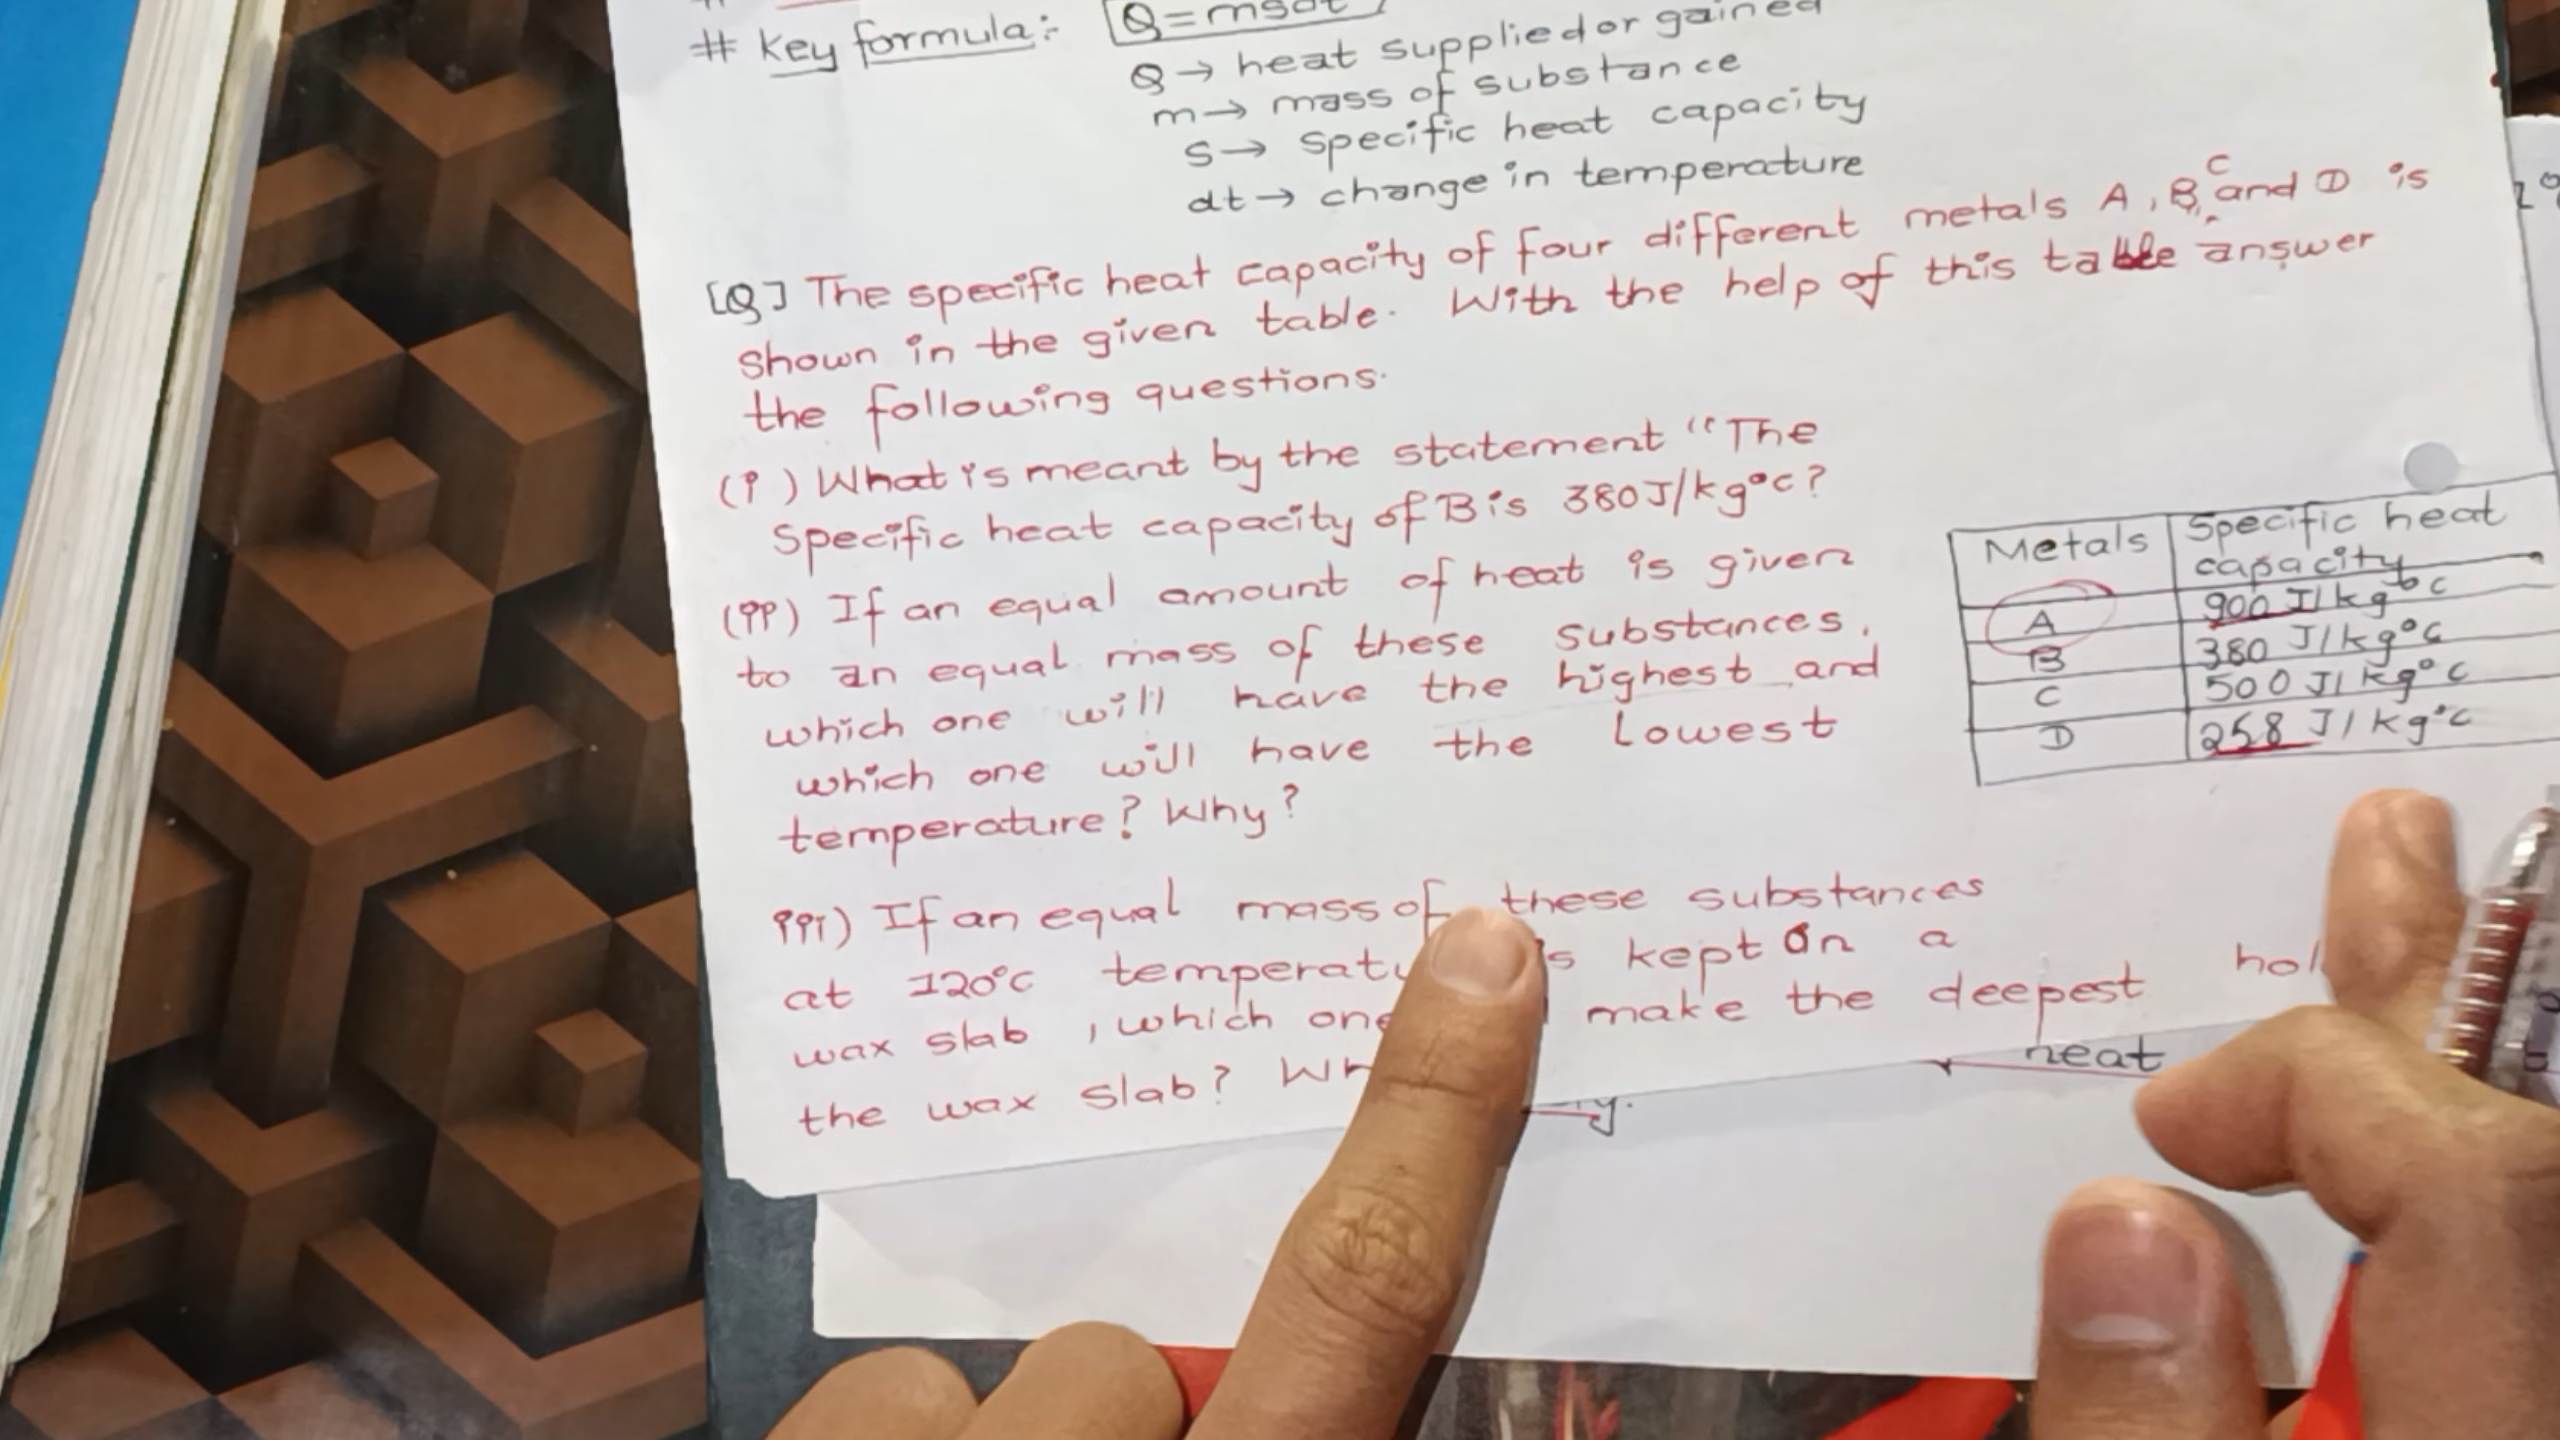 # Key formula:- Q = msdt
Q → heat supplied or gained
m → mass of substance
S → specific heat capacity
dt → change in temperature
[Q] The specific heat capacity of four different metals A, B, C and D is
shown in the given table. With the help of this table answer
the following questions.
(i) What is meant by the statement "The
specific heat capacity of B is 380 J/kg°c?
(ii) If an equal amount of heat is given
to an equal mass of these substances,
which one will have the highest and
which one will have the lowest
temperature? Why?
Metals Specific heat capacity
A 900 J/kg°c
B 380 J/kg°c
C 500 J/kg°c
D 258 J/kg°c
iii) If an equal mass of these substances
at 120°c kept on a
wax slab, which make the deepest
the wax slab?
heat